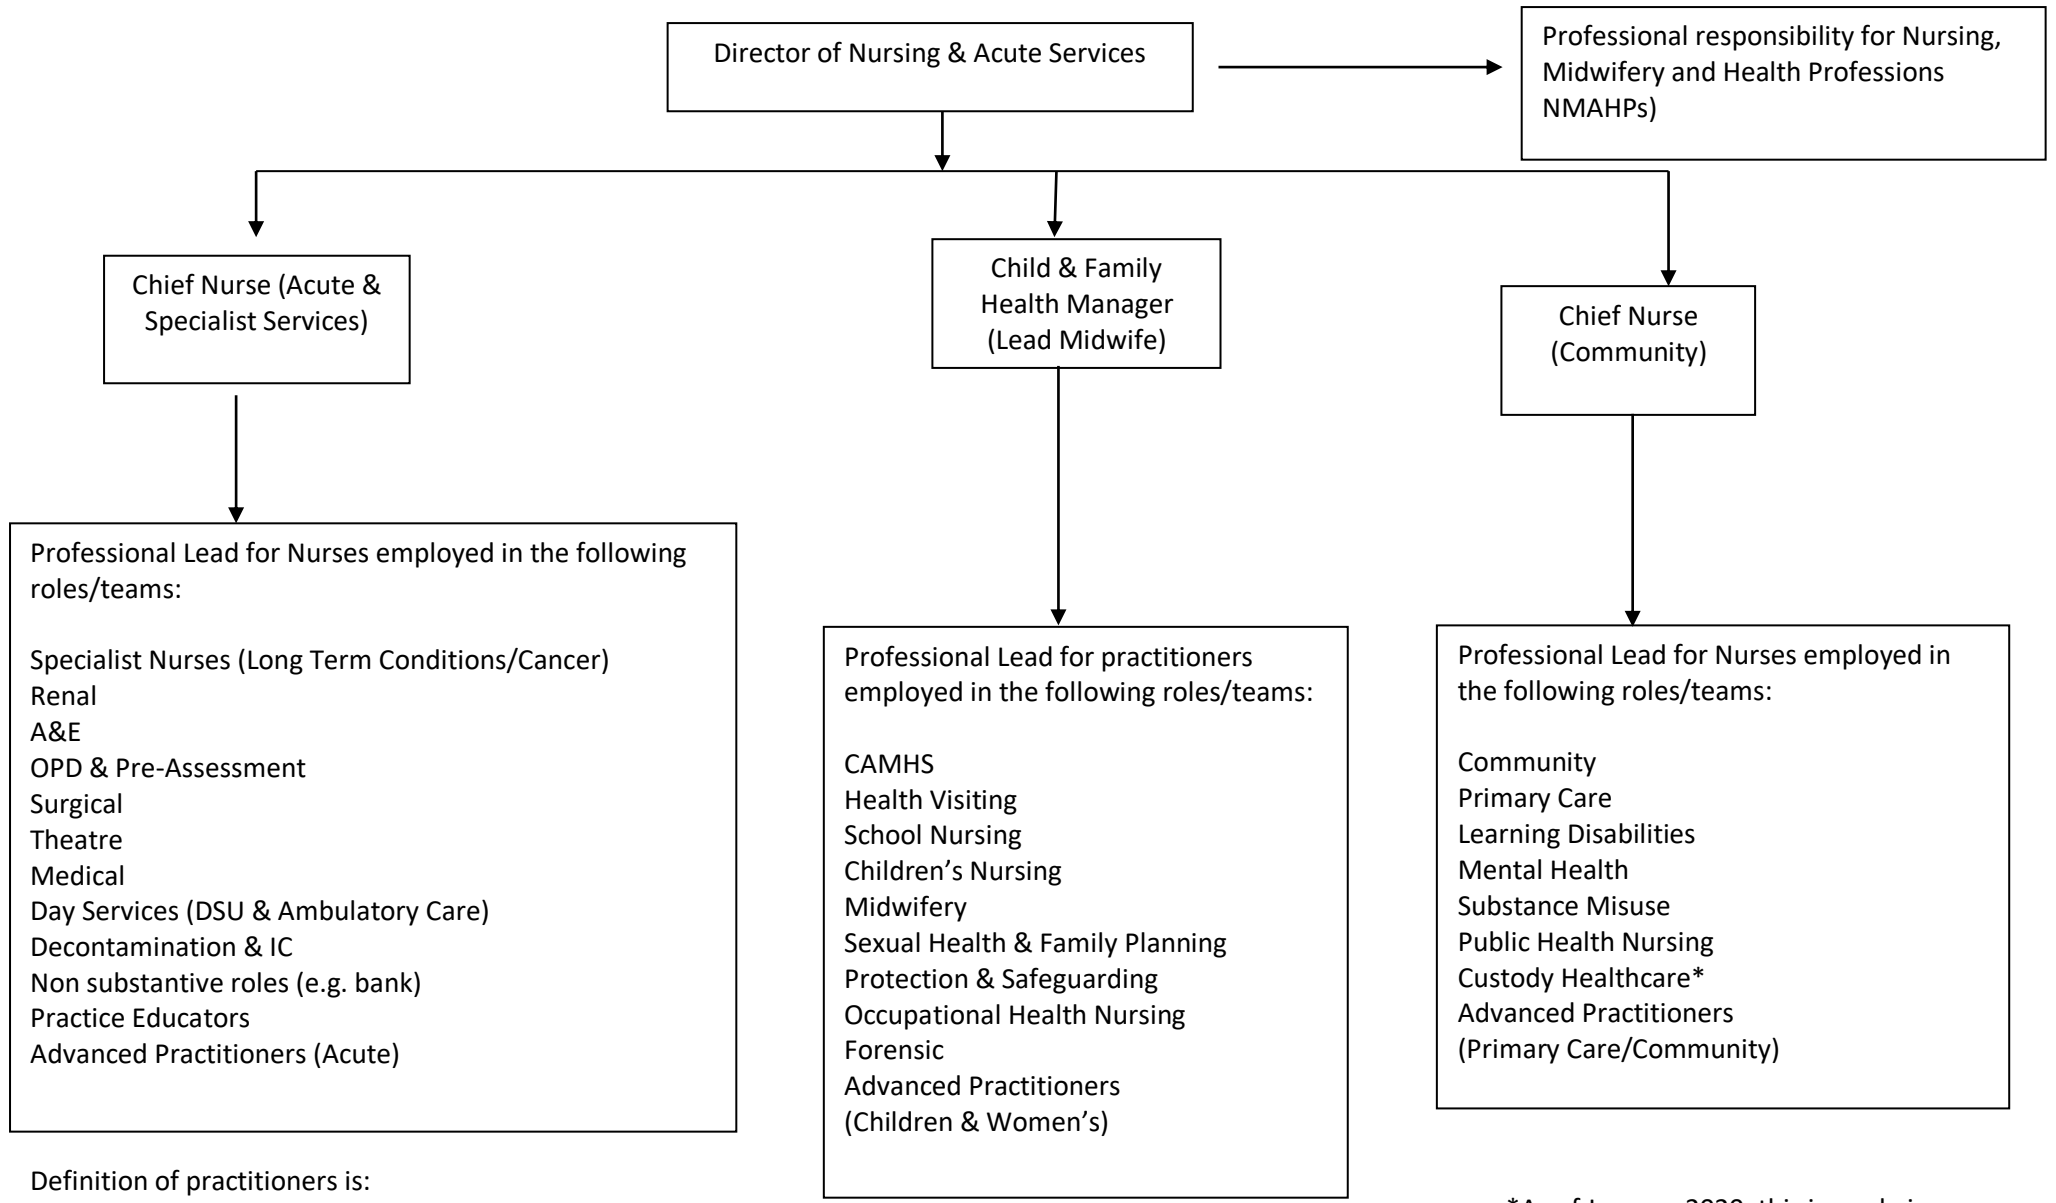 Director of Nursing & Acute Services
Professional responsibility for Nursing,
Midwifery and Health Professions
NMAHPs)
Chief Nurse (Acute &
Specialist Services)
Child & Family
Health Manager
(Lead Midwife)
Chief Nurse
(Community)
Professional Lead for Nurses employed in the following
roles/teams:
Specialist Nurses (Long Term Conditions/Cancer)
Renal
A&E
OPD & Pre-Assessment
Surgical
Theatre
Medical
Day Services (DSU & Ambulatory Care)
Decontamination & IC
Non substantive roles (e.g. bank)
Practice Educators
Advanced Practitioners (Acute)
Professional Lead for practitioners
employed in the following roles/teams:
CAMHS
Health Visiting
School Nursing
Children’s Nursing
Midwifery
Sexual Health & Family Planning
Protection & Safeguarding
Occupational Health Nursing
Forensic
Advanced Practitioners
(Children & Women’s)
Professional Lead for Nurses employed in
the following roles/teams:
Community
Primary Care
Learning Disabilities
Mental Health
Substance Misuse
Public Health Nursing
Custody Healthcare*
Advanced Practitioners
(Primary Care/Community)
Definition of practitioners is: